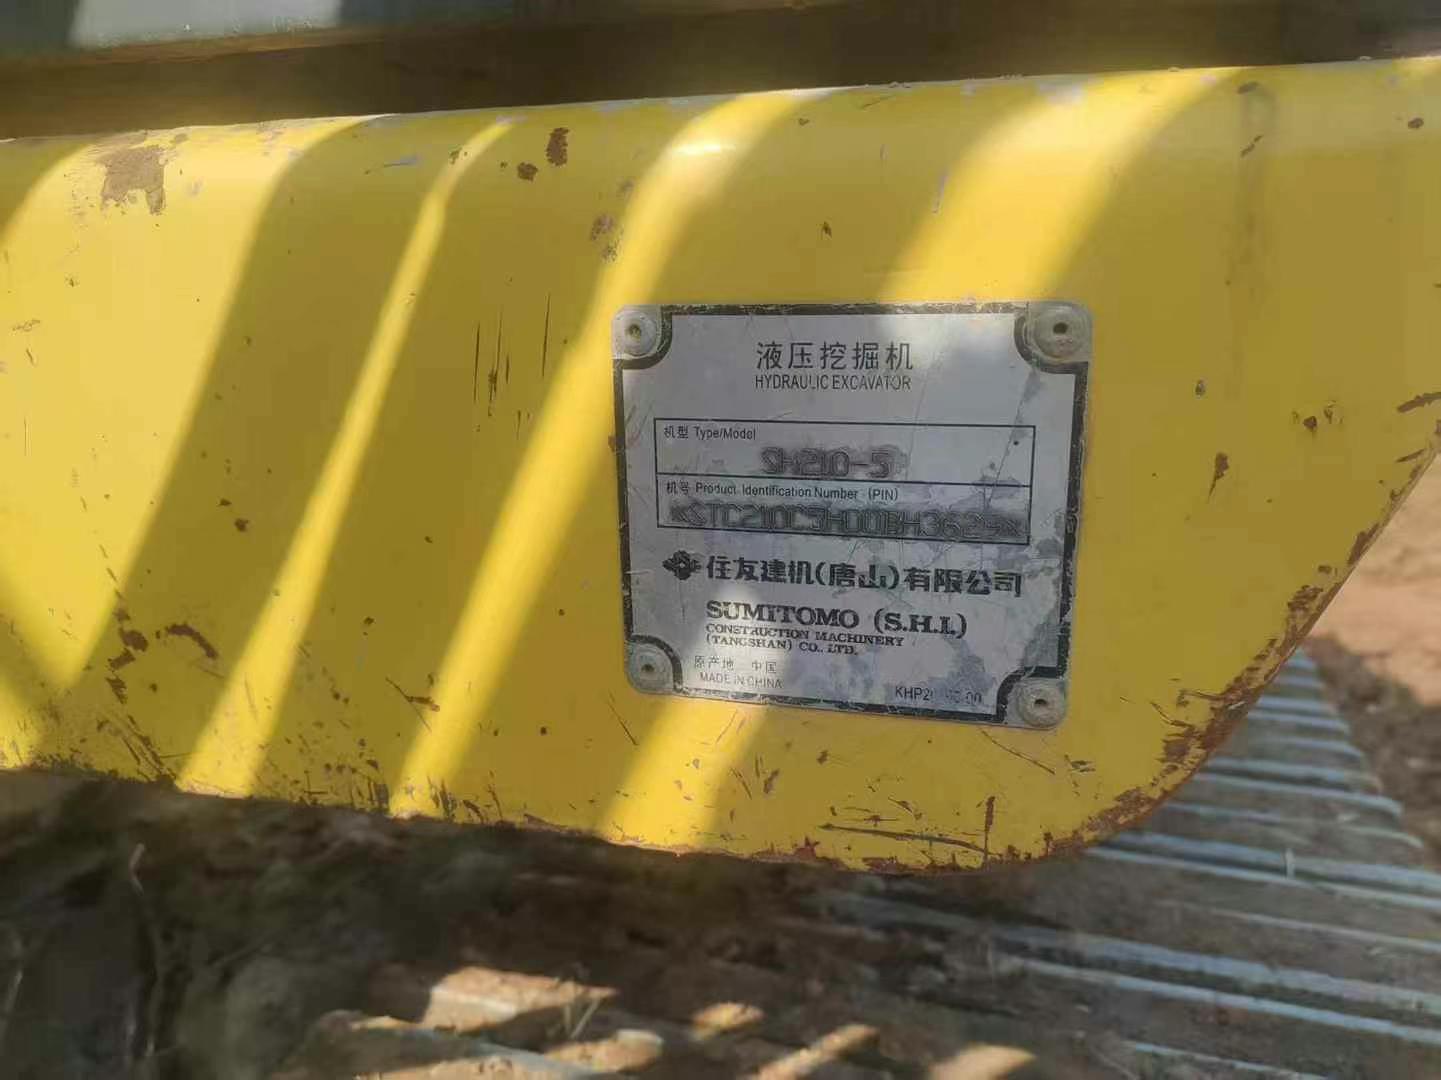 液压挖掘机
HYDRAULIC EXCAVATOR
机型 Type/Model
SH210-5
机号 Product Identification Number (PIN)
住友建机(唐山)有限公司
SUMITOMO (S.H.I.)
CONSTRUCTION MACHINERY
(TANGSHAN) CO., LTD.
原产地 中国
MADE IN CHINA